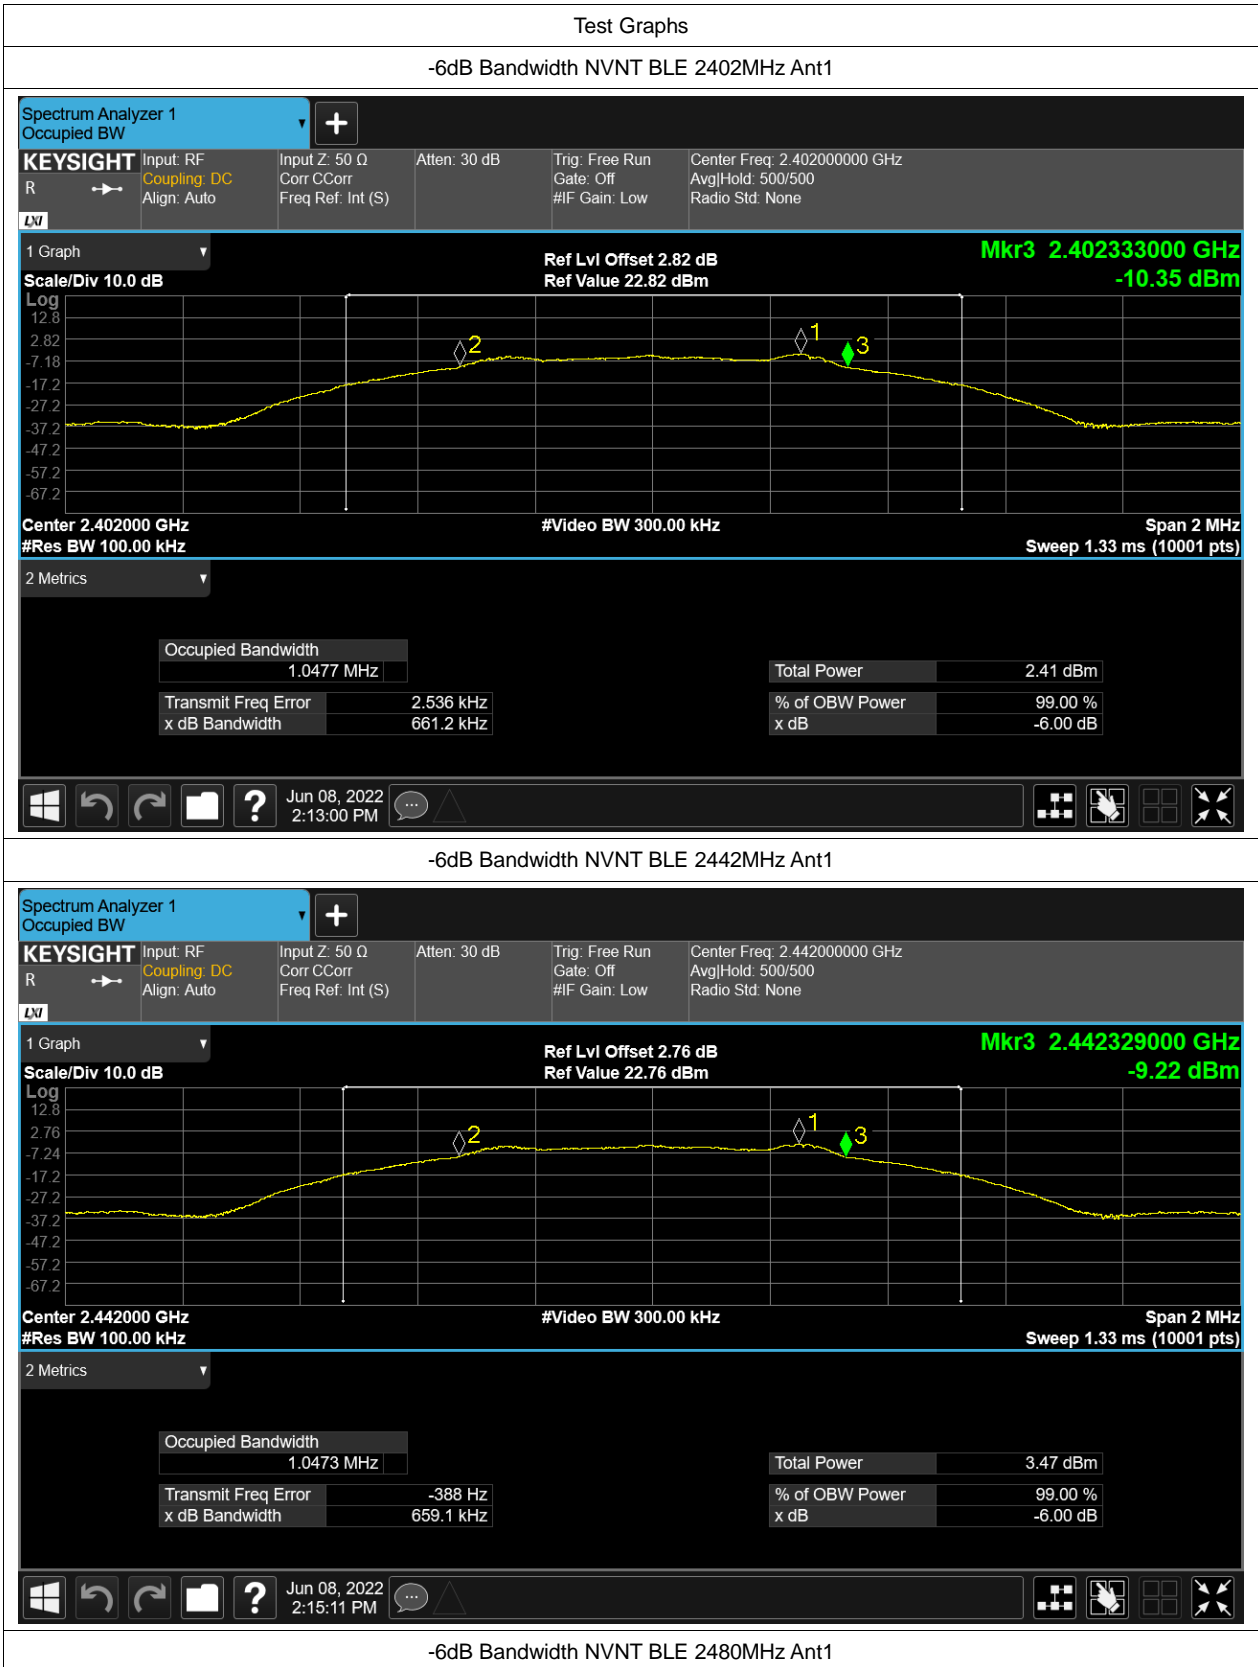 Test Graphs
-6dB Bandwidth NVNT BLE 2402MHz Ant1
Spectrum Analyzer 1
Occupied BW
KEYSIGHT Input: RF Input Z: 50 Ω Atten: 30 dB Trig: Free Run Center Freq: 2.402000000 GHz
R Coupling: DC Corr CCorr Gate: Off Avg|Hold: 500/500
Align: Auto Freq Ref: Int (S) #IF Gain: Low Radio Std: None
LXI
1 Graph Ref Lvl Offset 2.82 dB Mkr3 2.402333000 GHz
Scale/Div 10.0 dB Ref Value 22.82 dBm -10.35 dBm
Log
12.8
2.82
-7.18
-17.2
-27.2
-37.2
-47.2
-57.2
-67.2
2 1 3
Center 2.402000 GHz #Video BW 300.00 kHz Span 2 MHz
#Res BW 100.00 kHz Sweep 1.33 ms (10001 pts)
2 Metrics
Occupied Bandwidth
1.0477 MHz Total Power 2.41 dBm
Transmit Freq Error 2.536 kHz % of OBW Power 99.00 %
x dB Bandwidth 661.2 kHz x dB -6.00 dB
Jun 08, 2022
2:13:00 PM
-6dB Bandwidth NVNT BLE 2442MHz Ant1
Spectrum Analyzer 1
Occupied BW
KEYSIGHT Input: RF Input Z: 50 Ω Atten: 30 dB Trig: Free Run Center Freq: 2.442000000 GHz
R Coupling: DC Corr CCorr Gate: Off Avg|Hold: 500/500
Align: Auto Freq Ref: Int (S) #IF Gain: Low Radio Std: None
LXI
1 Graph Ref Lvl Offset 2.76 dB Mkr3 2.442329000 GHz
Scale/Div 10.0 dB Ref Value 22.76 dBm -9.22 dBm
Log
12.8
2.76
-7.24
-17.2
-27.2
-37.2
-47.2
-57.2
-67.2
2 1 3
Center 2.442000 GHz #Video BW 300.00 kHz Span 2 MHz
#Res BW 100.00 kHz Sweep 1.33 ms (10001 pts)
2 Metrics
Occupied Bandwidth
1.0473 MHz Total Power 3.47 dBm
Transmit Freq Error -388 Hz % of OBW Power 99.00 %
x dB Bandwidth 659.1 kHz x dB -6.00 dB
Jun 08, 2022
2:15:11 PM
-6dB Bandwidth NVNT BLE 2480MHz Ant1